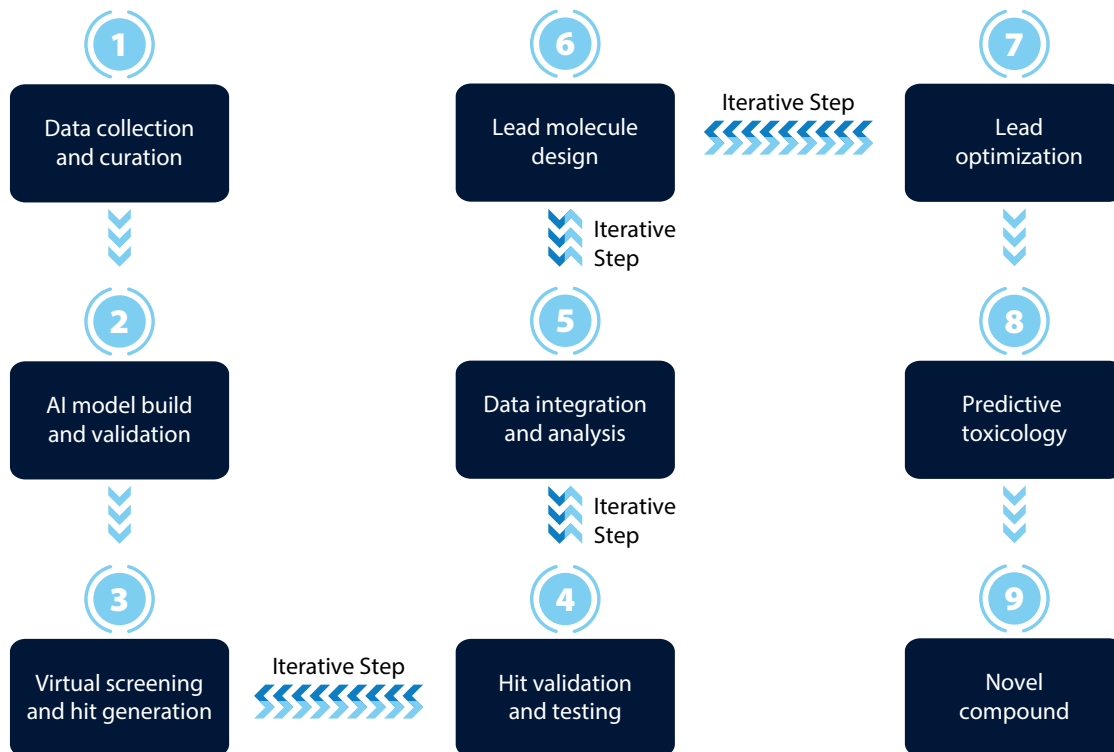 1
Data collection
and curation
2
AI model build
and validation
3
Virtual screening
and hit generation
Iterative Step
4
Hit validation
and testing
Iterative
Step
5
Data integration
and analysis
Iterative
Step
6
Lead molecule
design
Iterative Step
7
Lead
optimization
8
Predictive
toxicology
9
Novel
compound